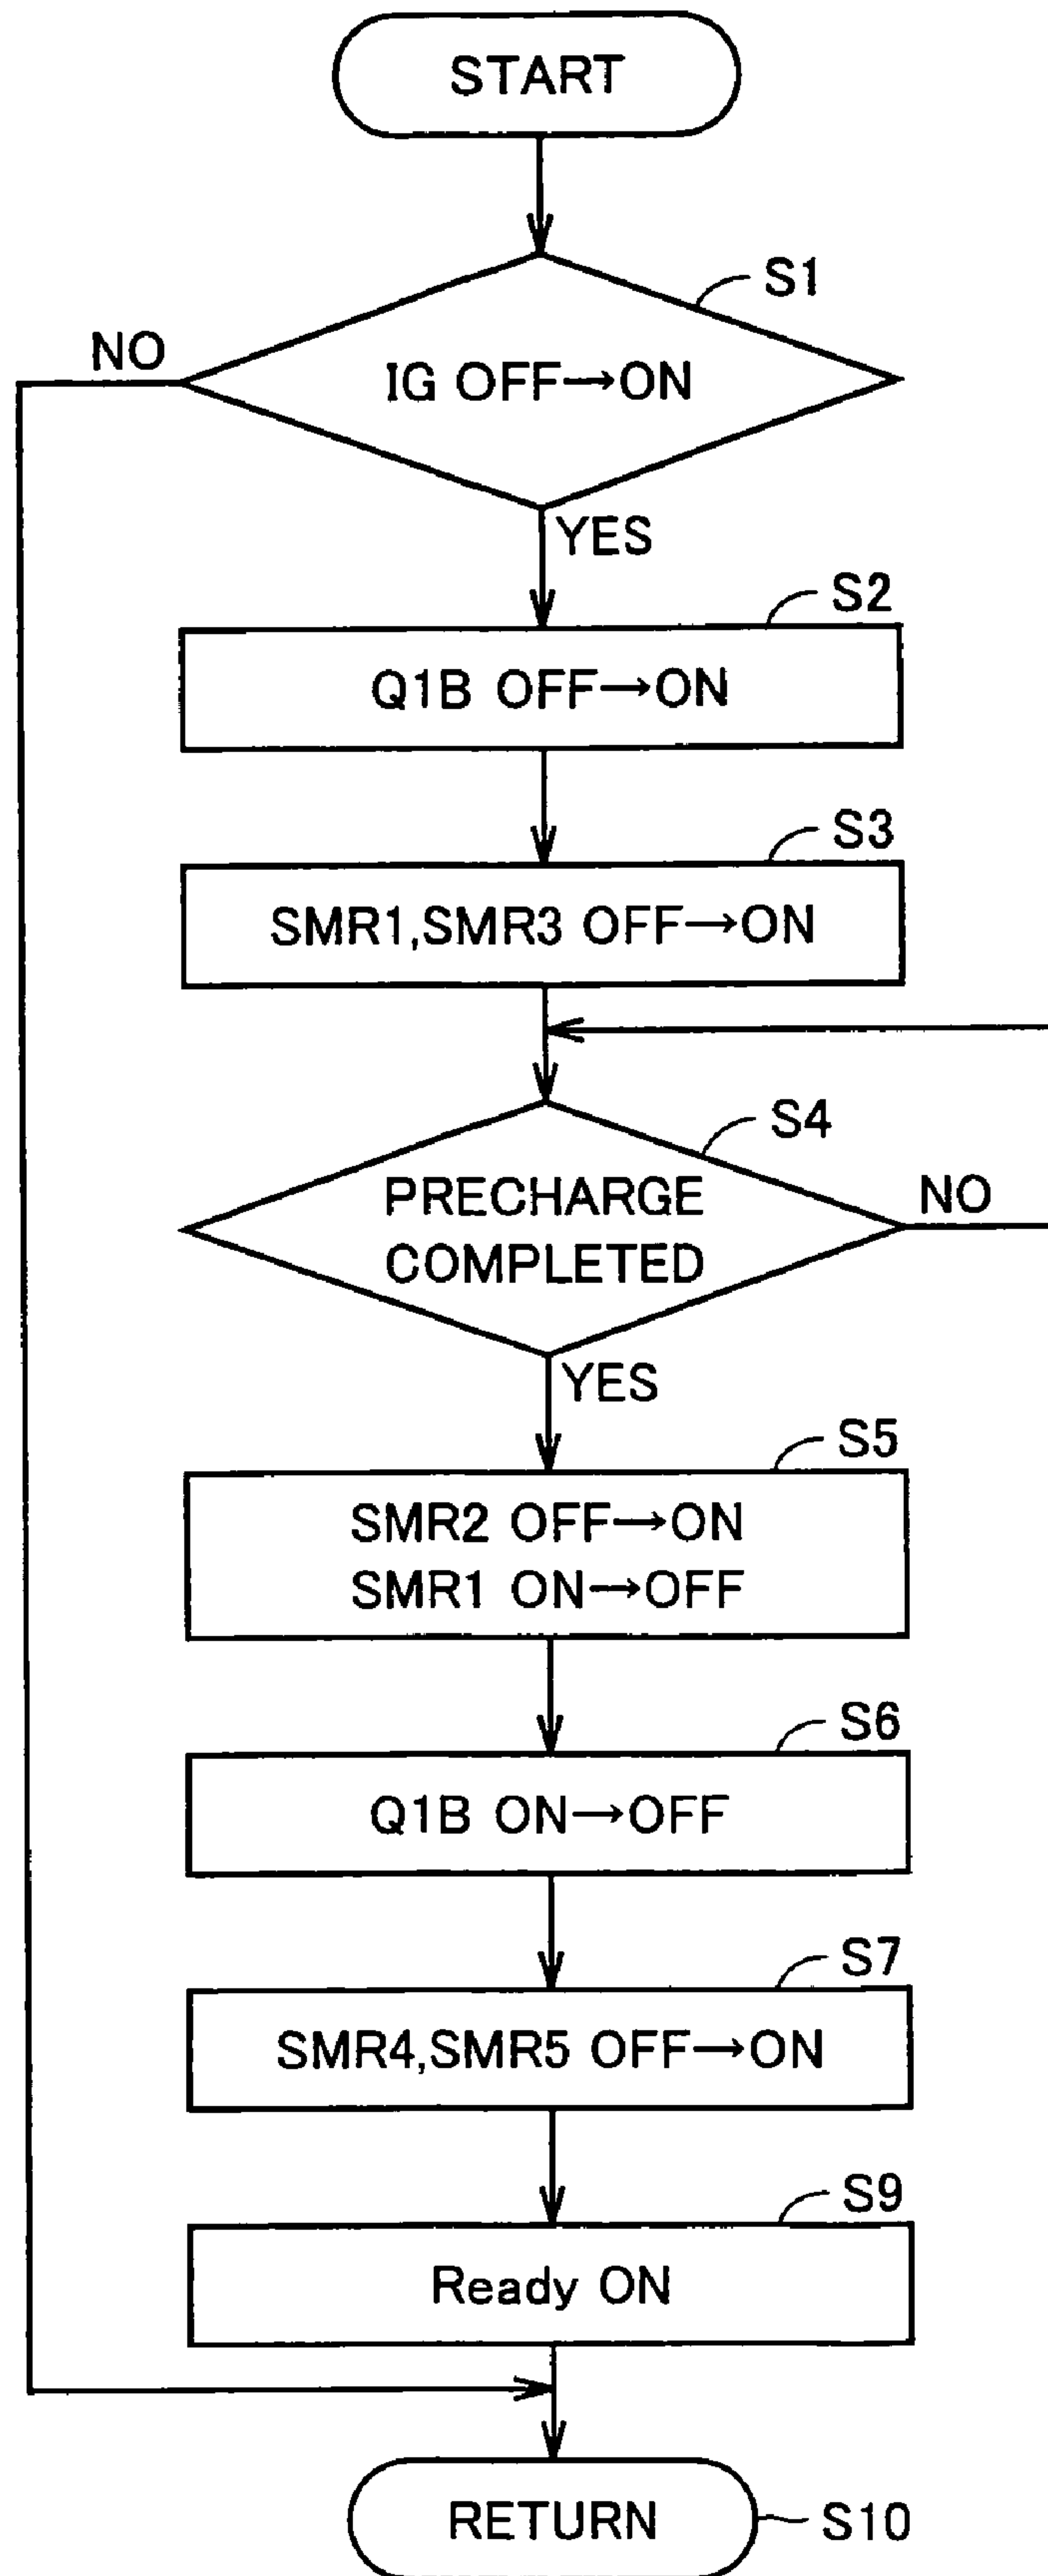 START
S1
NO
IG OFF→ON
YES
S2
Q1B OFF→ON
S3
SMR1,SMR3 OFF→ON
S4
PRECHARGE
COMPLETED
NO
YES
S5
SMR2 OFF→ON
SMR1 ON→OFF
S6
Q1B ON→OFF
S7
SMR4,SMR5 OFF→ON
S9
Ready ON
RETURN
S10